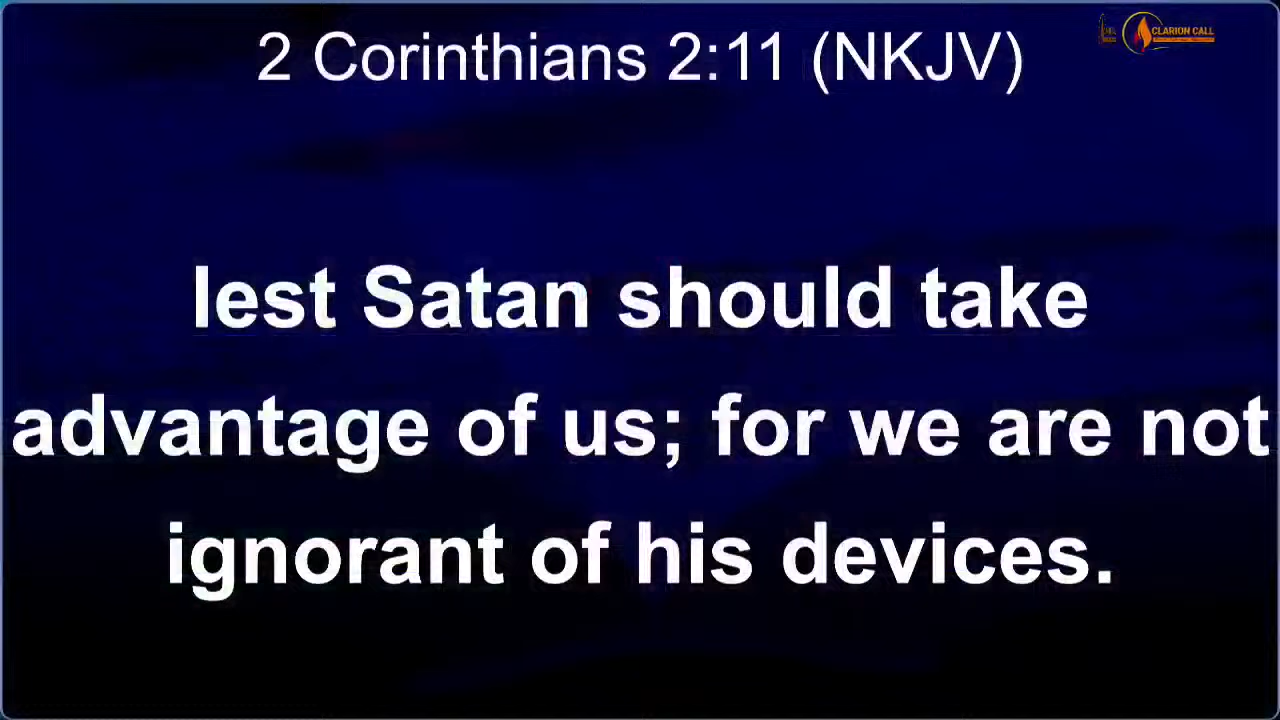 2 Corinthians 2:11 (NKJV)
CLARION CALL
lest Satan should take
advantage of us; for we are not
ignorant of his devices.